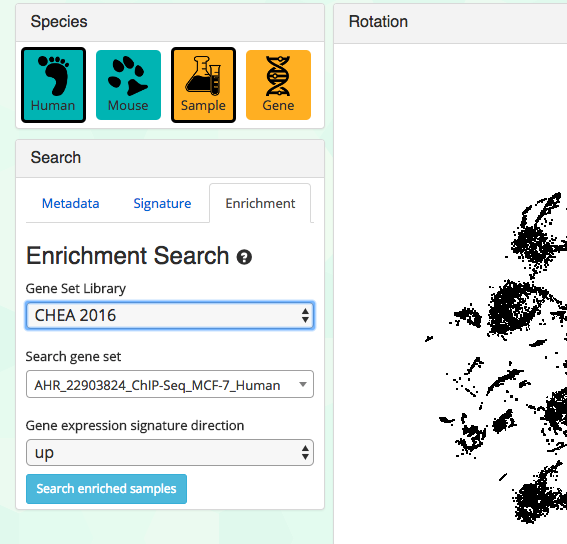 Species
Rotation
Human
Mouse
Sample
Gene
Search
Metadata
Signature
Enrichment
Enrichment Search ?
Gene Set Library
CHEA 2016
Search gene set
AHR_22903824_ChIP-Seq_MCF-7_Human
Gene expression signature direction
up
Search enriched samples